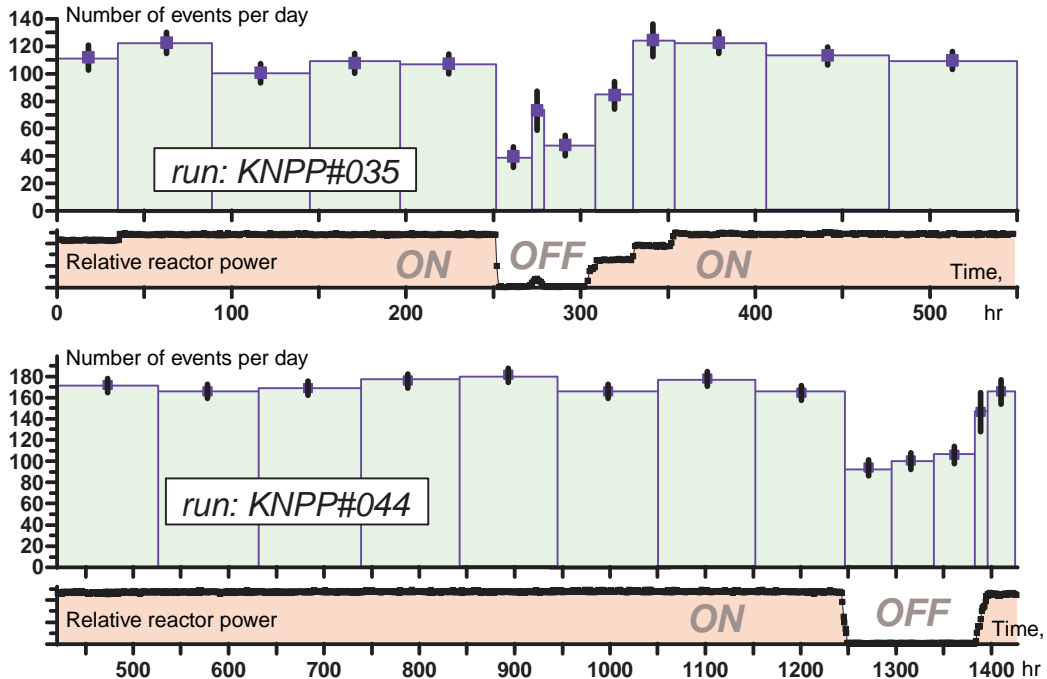 Number of events per day
140
120
100
80
60
40
20
0
run: KNPP#035
Relative reactor power
ON
OFF
ON
Time,
0 100 200 300 400 500 hr
Number of events per day
180
160
140
120
100
80
60
40
20
0
run: KNPP#044
Relative reactor power
ON
OFF
Time,
500 600 700 800 900 1000 1100 1200 1300 1400 hr